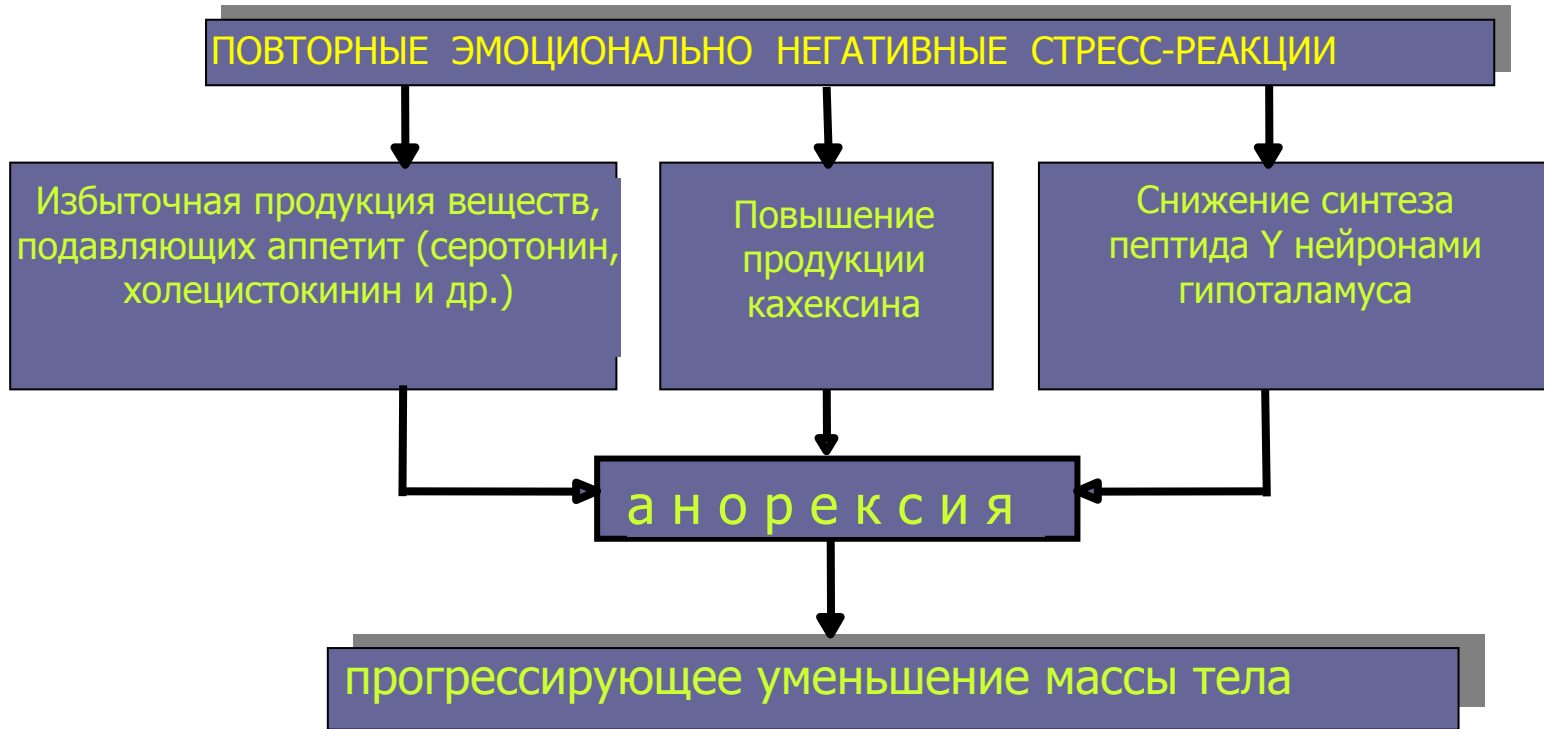 ПОВТОРНЫЕ ЭМОЦИОНАЛЬНО НЕГАТИВНЫЕ СТРЕСС-РЕАКЦИИ
Избыточная продукция веществ,
подавляющих аппетит (серотонин,
холецистокинин и др.)
Повышение
продукции
кахексина
Снижение синтеза
пептида Y нейронами
гипоталамуса
а н о р е к с и я
прогрессирующее уменьшение массы тела